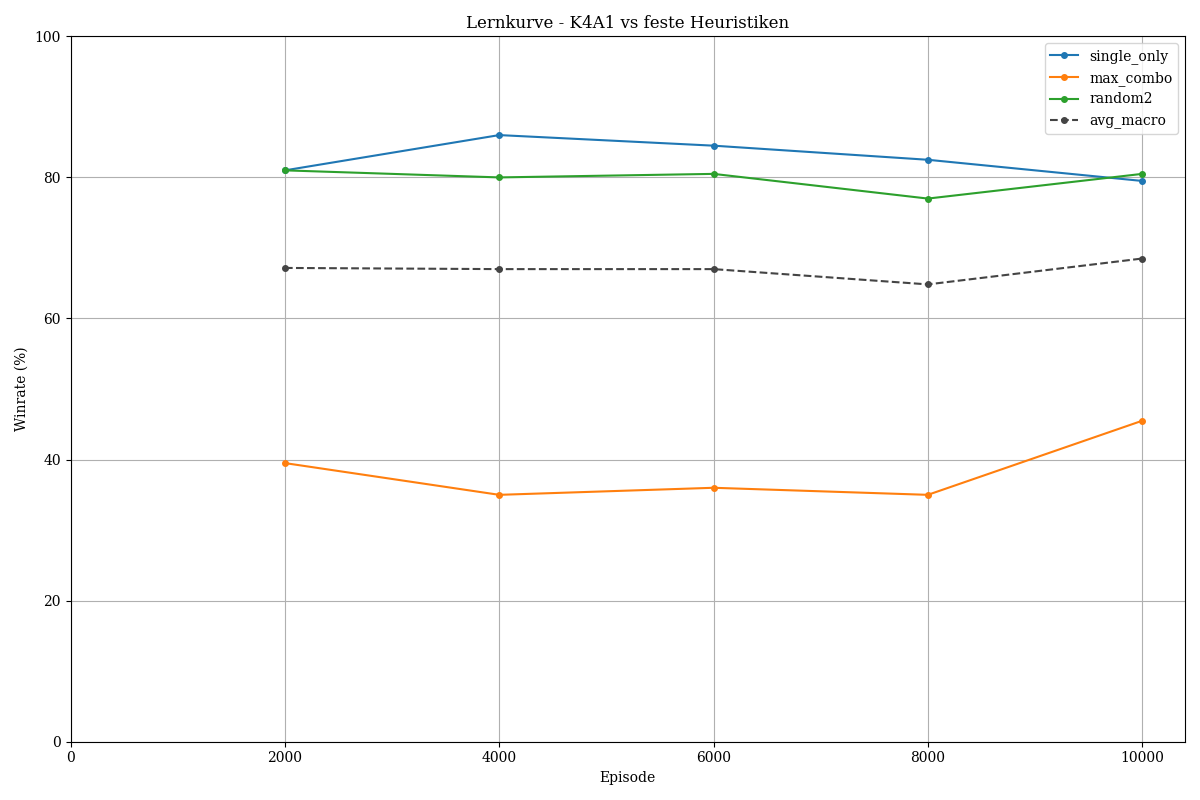 Lernkurve - K4A1 vs feste Heuristiken
100
80
60
40
20
0
Winrate (%)
single_only
max_combo
random2
avg_macro
0 2000 4000 6000 8000 10000
Episode